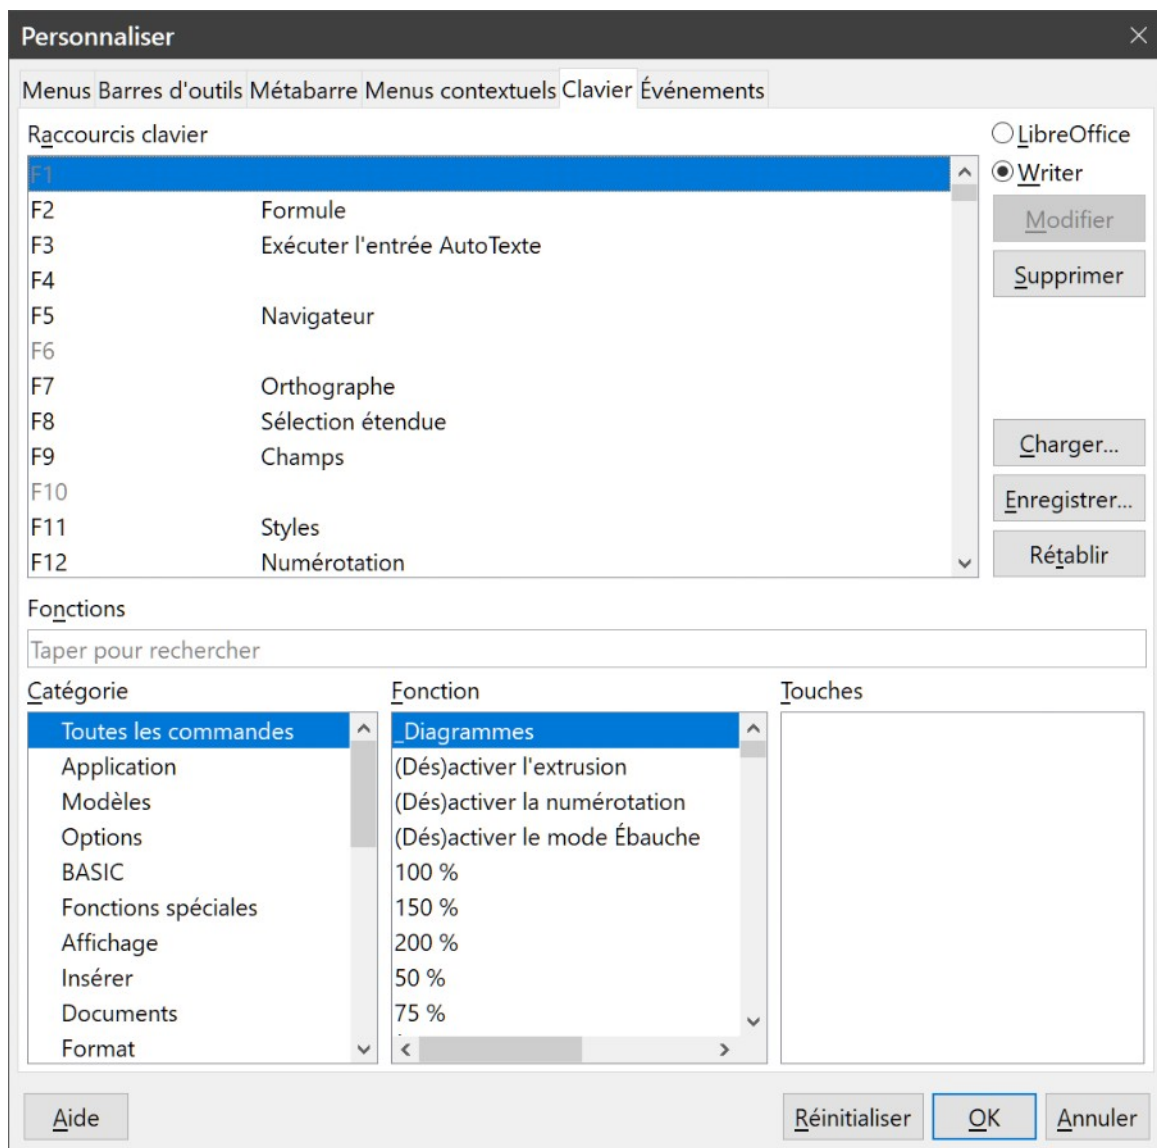 Personnaliser
Menus Barres d'outils Métabarre Menus contextuels Clavier Événements
Raccourcis clavier
LibreOffice
Writer
F1
F2 Formule
F3 Exécuter l'entrée AutoTexte
F4
F5 Navigateur
F6
F7 Orthographe
F8 Sélection étendue
F9 Champs
F10
F11 Styles
F12 Numérotation
Modifier
Supprimer
Charger...
Enregistrer...
Rétablir
Fonctions
Taper pour rechercher
Catégorie
Toutes les commandes
Application
Modèles
Options
BASIC
Fonctions spéciales
Affichage
Insérer
Documents
Format
Fonction
_Diagrammes
(Dés)activer l'extrusion
(Dés)activer la numérotation
(Dés)activer le mode Ébauche
100 %
150 %
200 %
50 %
75 %
Touches
Aide
Réinitialiser
OK
Annuler